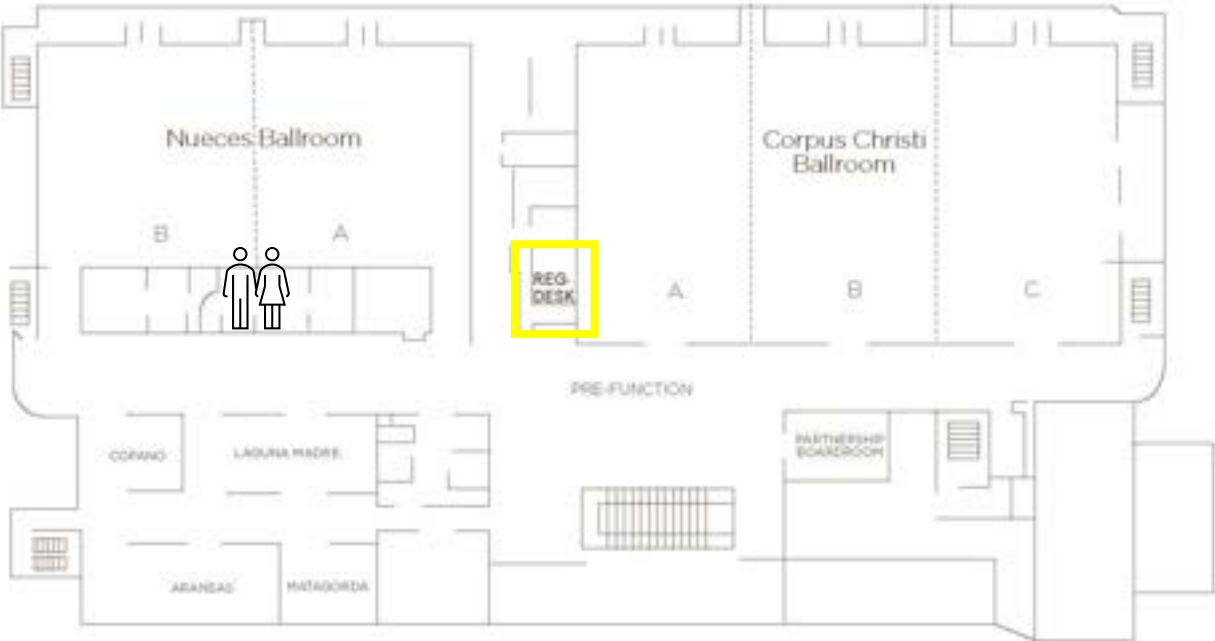 Nueces Ballroom
Corpus Christi
Ballroom
B
A
REG-
DESK
A
B
C
PRE-FUNCTION
COPANO
LAGUNA MADRE
PARTNERSHIP
BOARDROOM
ARANSAS
MATAGORDA